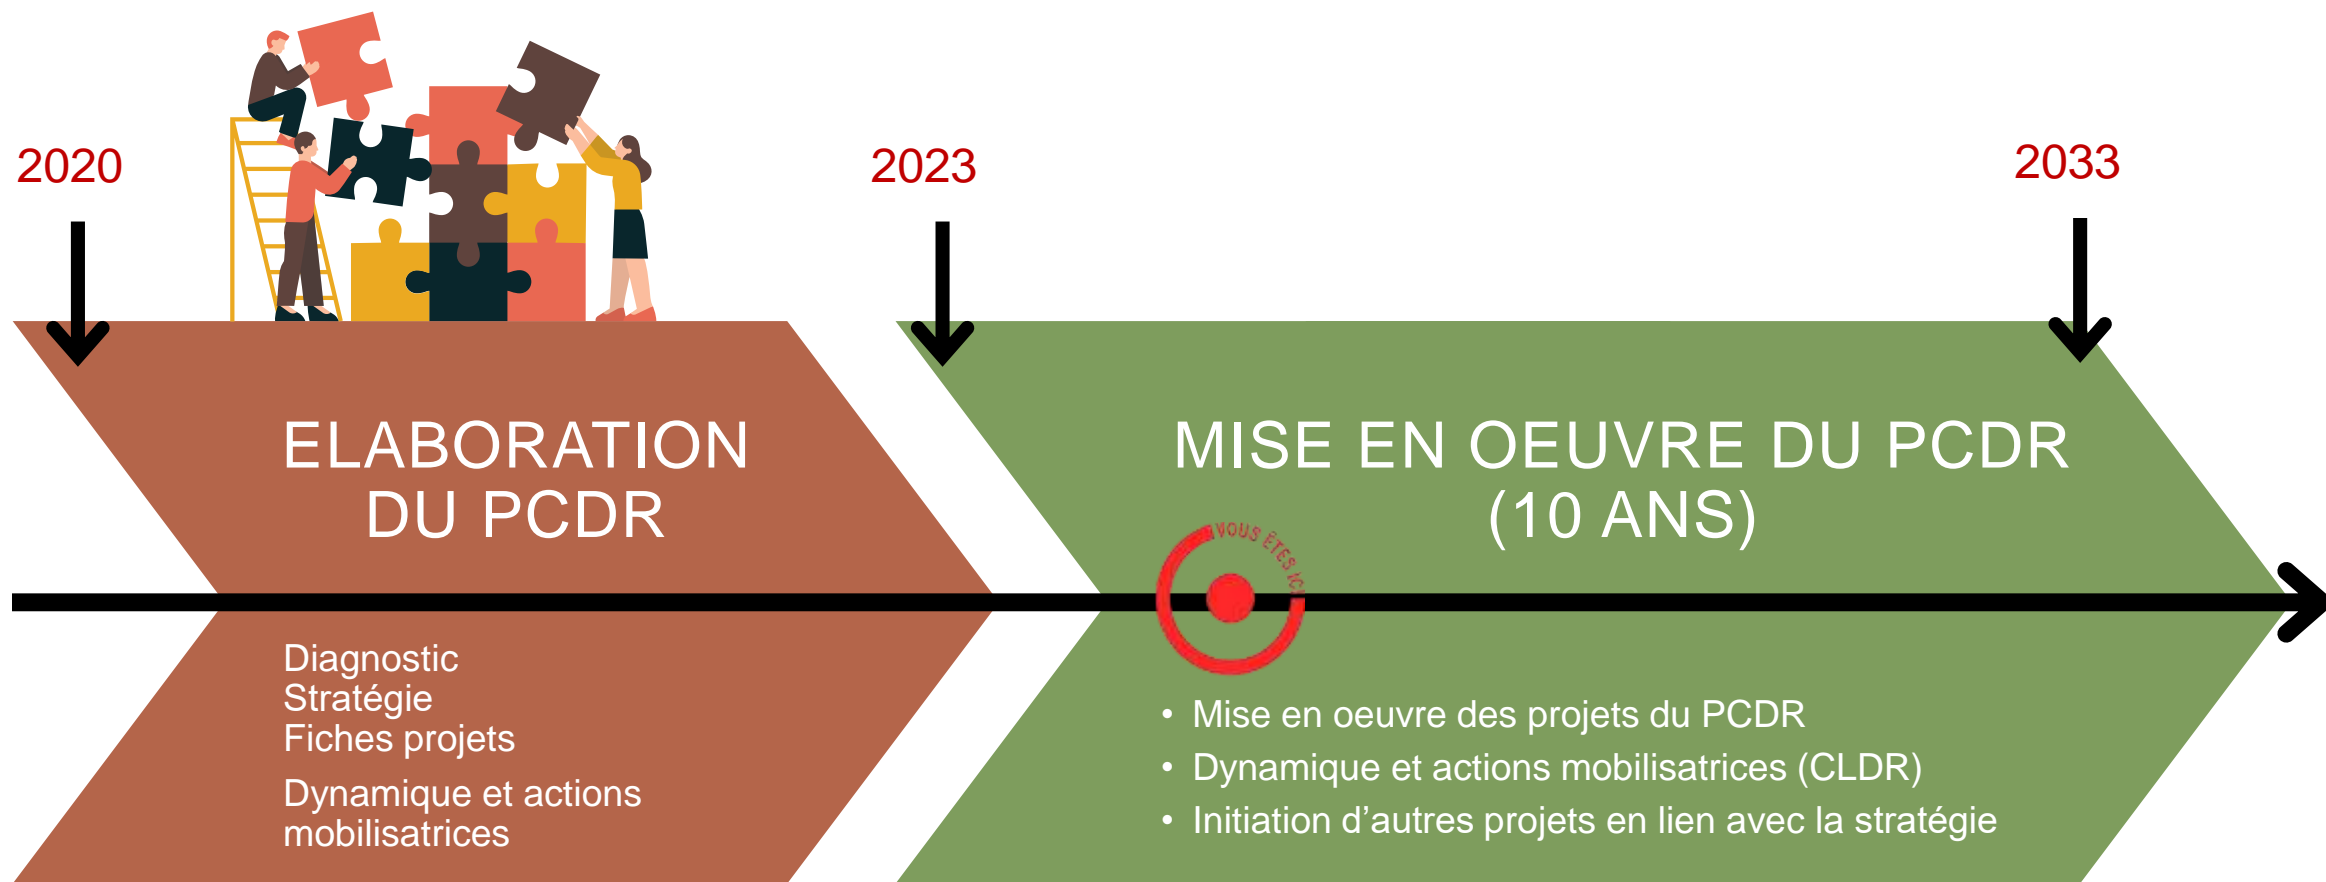 2020
2023
2033
ELABORATION
DU PCDR
MISE EN OEUVRE DU PCDR
(10 ANS)
VOUS ÊTES ICI
Diagnostic
Stratégie
Fiches projets
Dynamique et actions
mobilisatrices
• Mise en oeuvre des projets du PCDR
• Dynamique et actions mobilisatrices (CLDR)
• Initiation d’autres projets en lien avec la stratégie